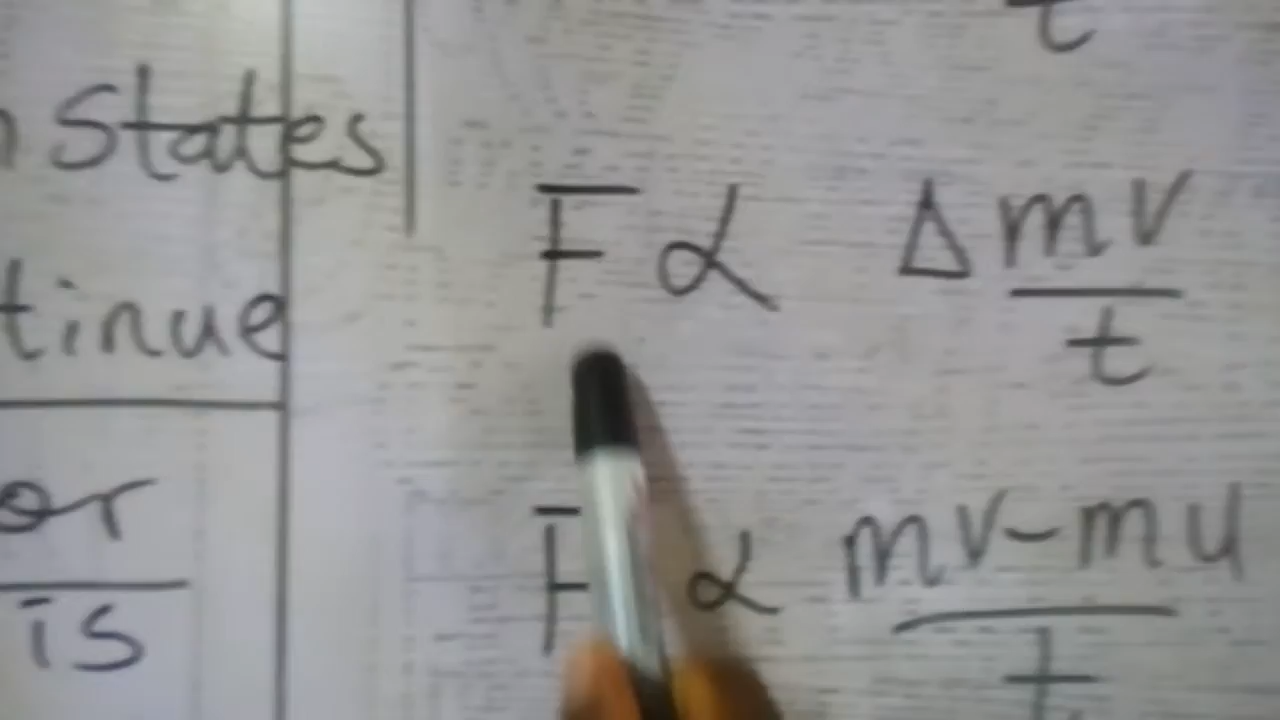 t
n States
tinue
or
is
F α Δmv/t
F α mv-mu/t